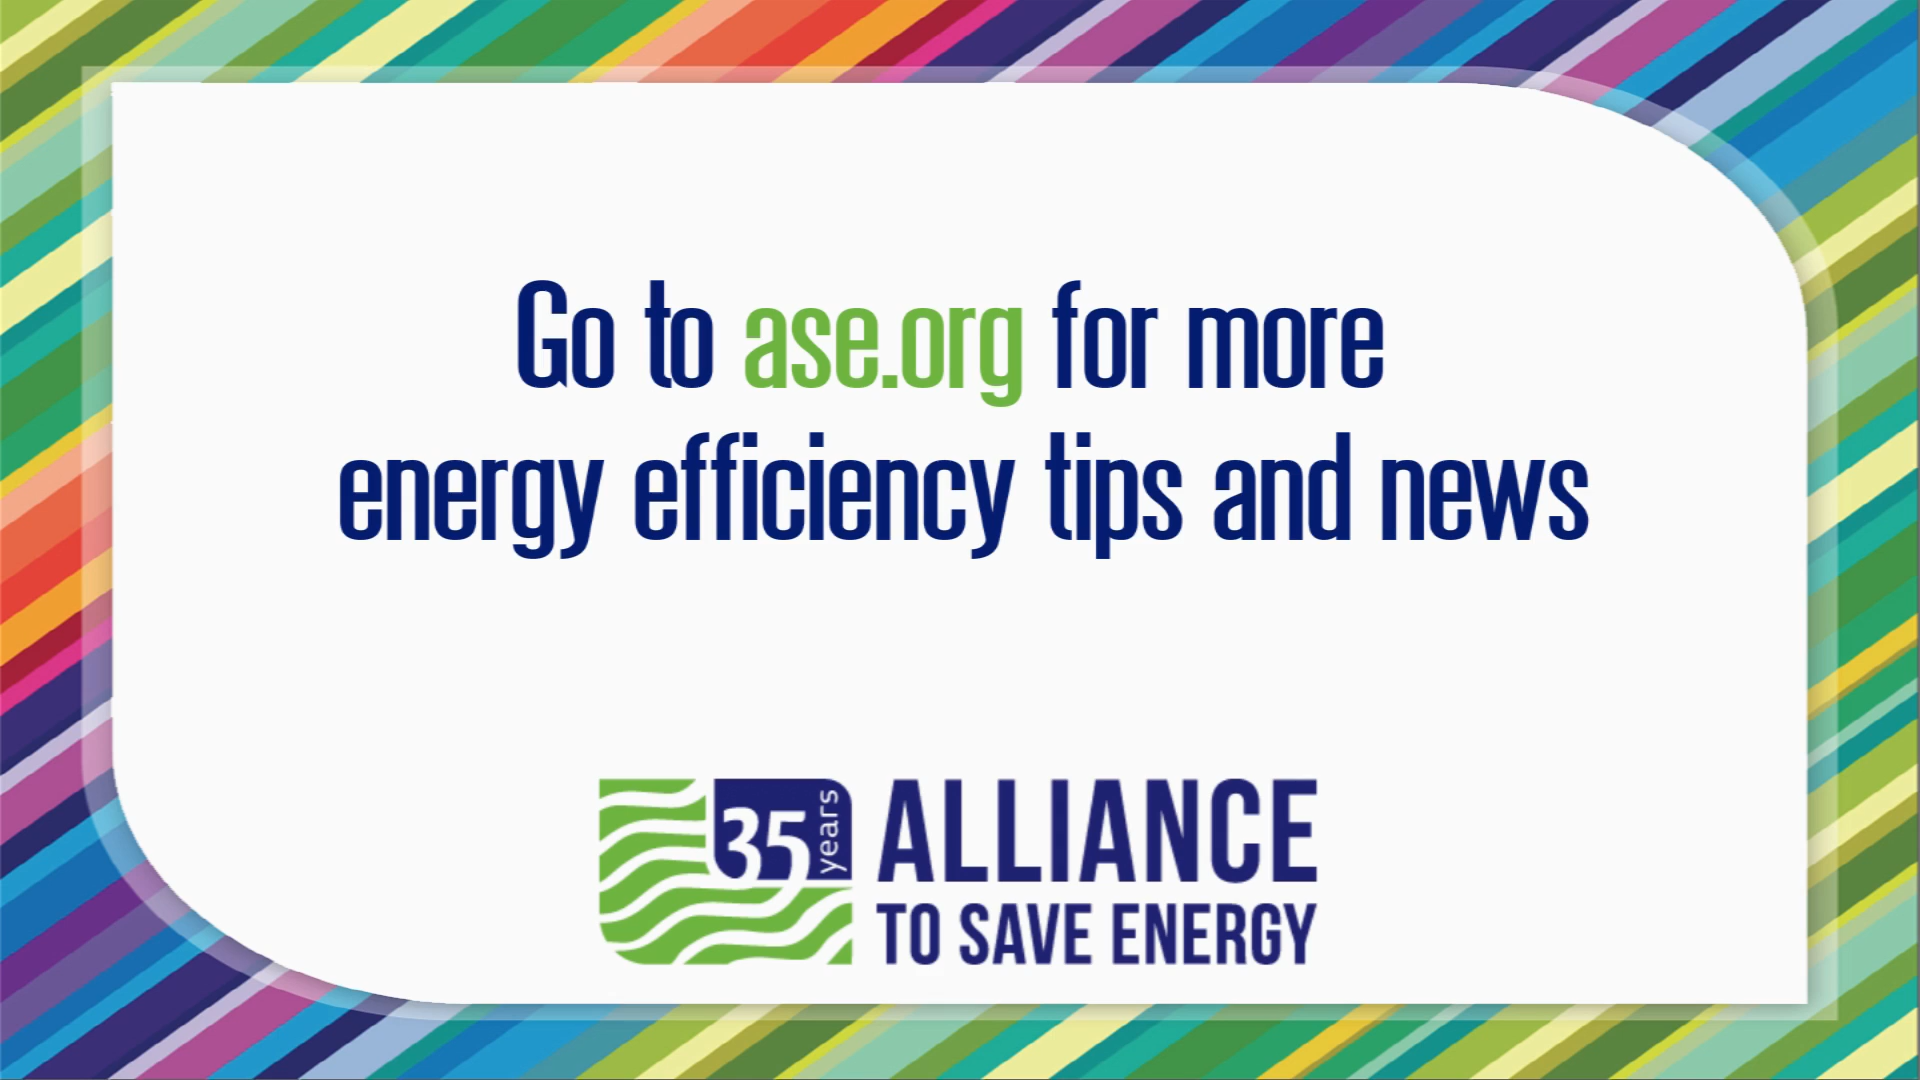 Go to ase.org for more
energy efficiency tips and news
35 years
ALLIANCE
TO SAVE ENERGY